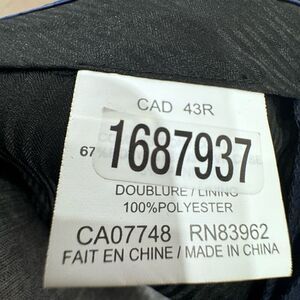 CAD 43R
67
1687937
DOUBLURE/LINING
100%POLYESTER
CA07748 RN83962
FAIT EN CHINE / MADE IN CHINA